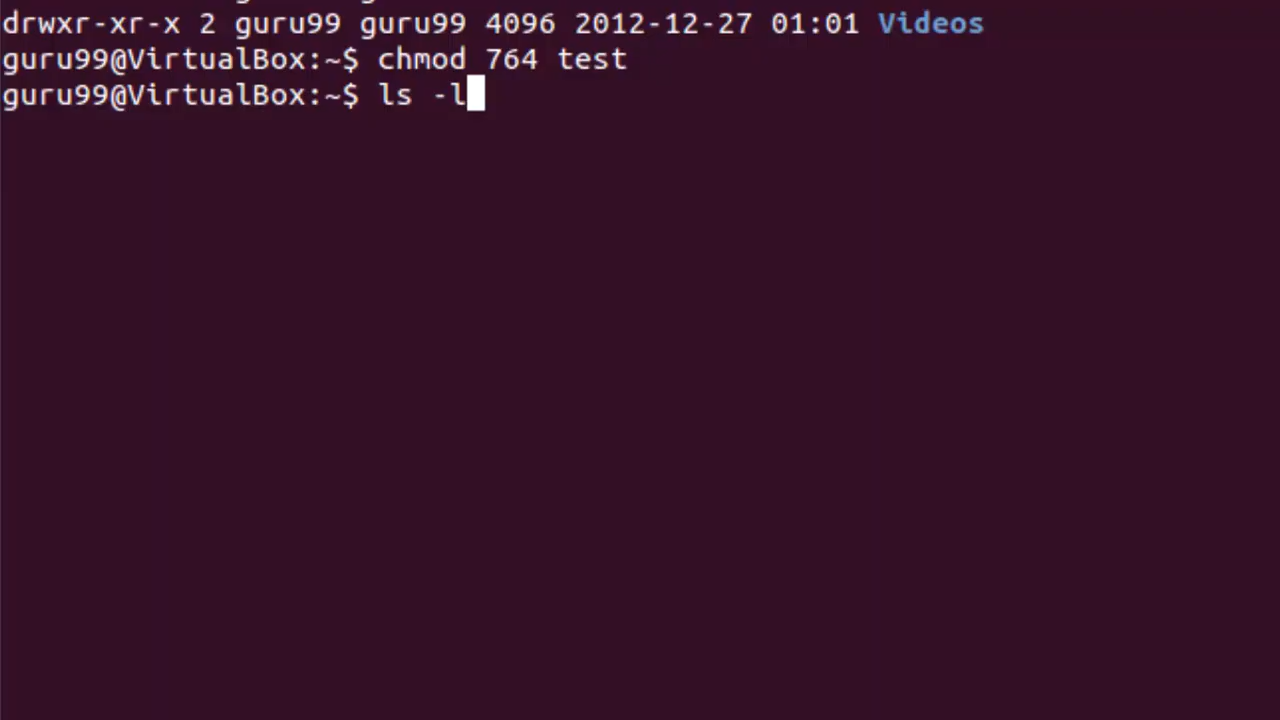 drwxr-xr-x 2 guru99 guru99 4096 2012-12-27 01:01 Videos
guru99@VirtualBox:~$ chmod 764 test
guru99@VirtualBox:~$ ls -l